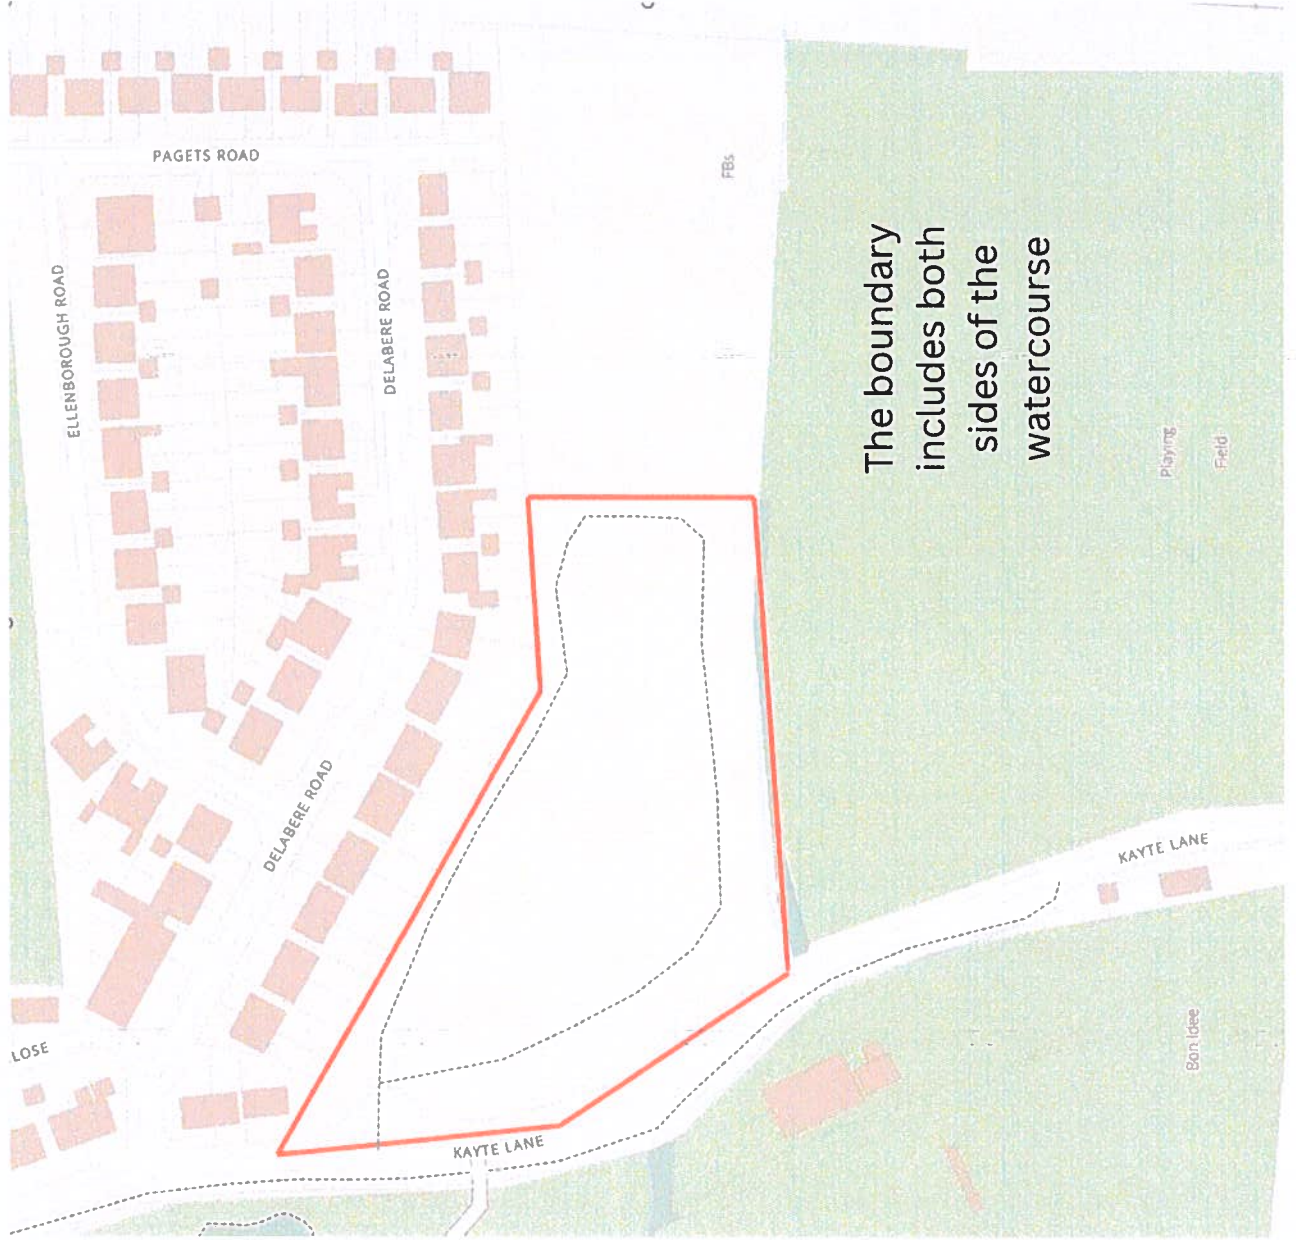 PAGETS ROAD
FBs
ELLENBOROUGH ROAD
DELABERE ROAD
The boundary
includes both
sides of the
watercourse
Playing
Field
DELABERE ROAD
KAYTE LANE
LOSE
Bon Idee
KAYTE LANE